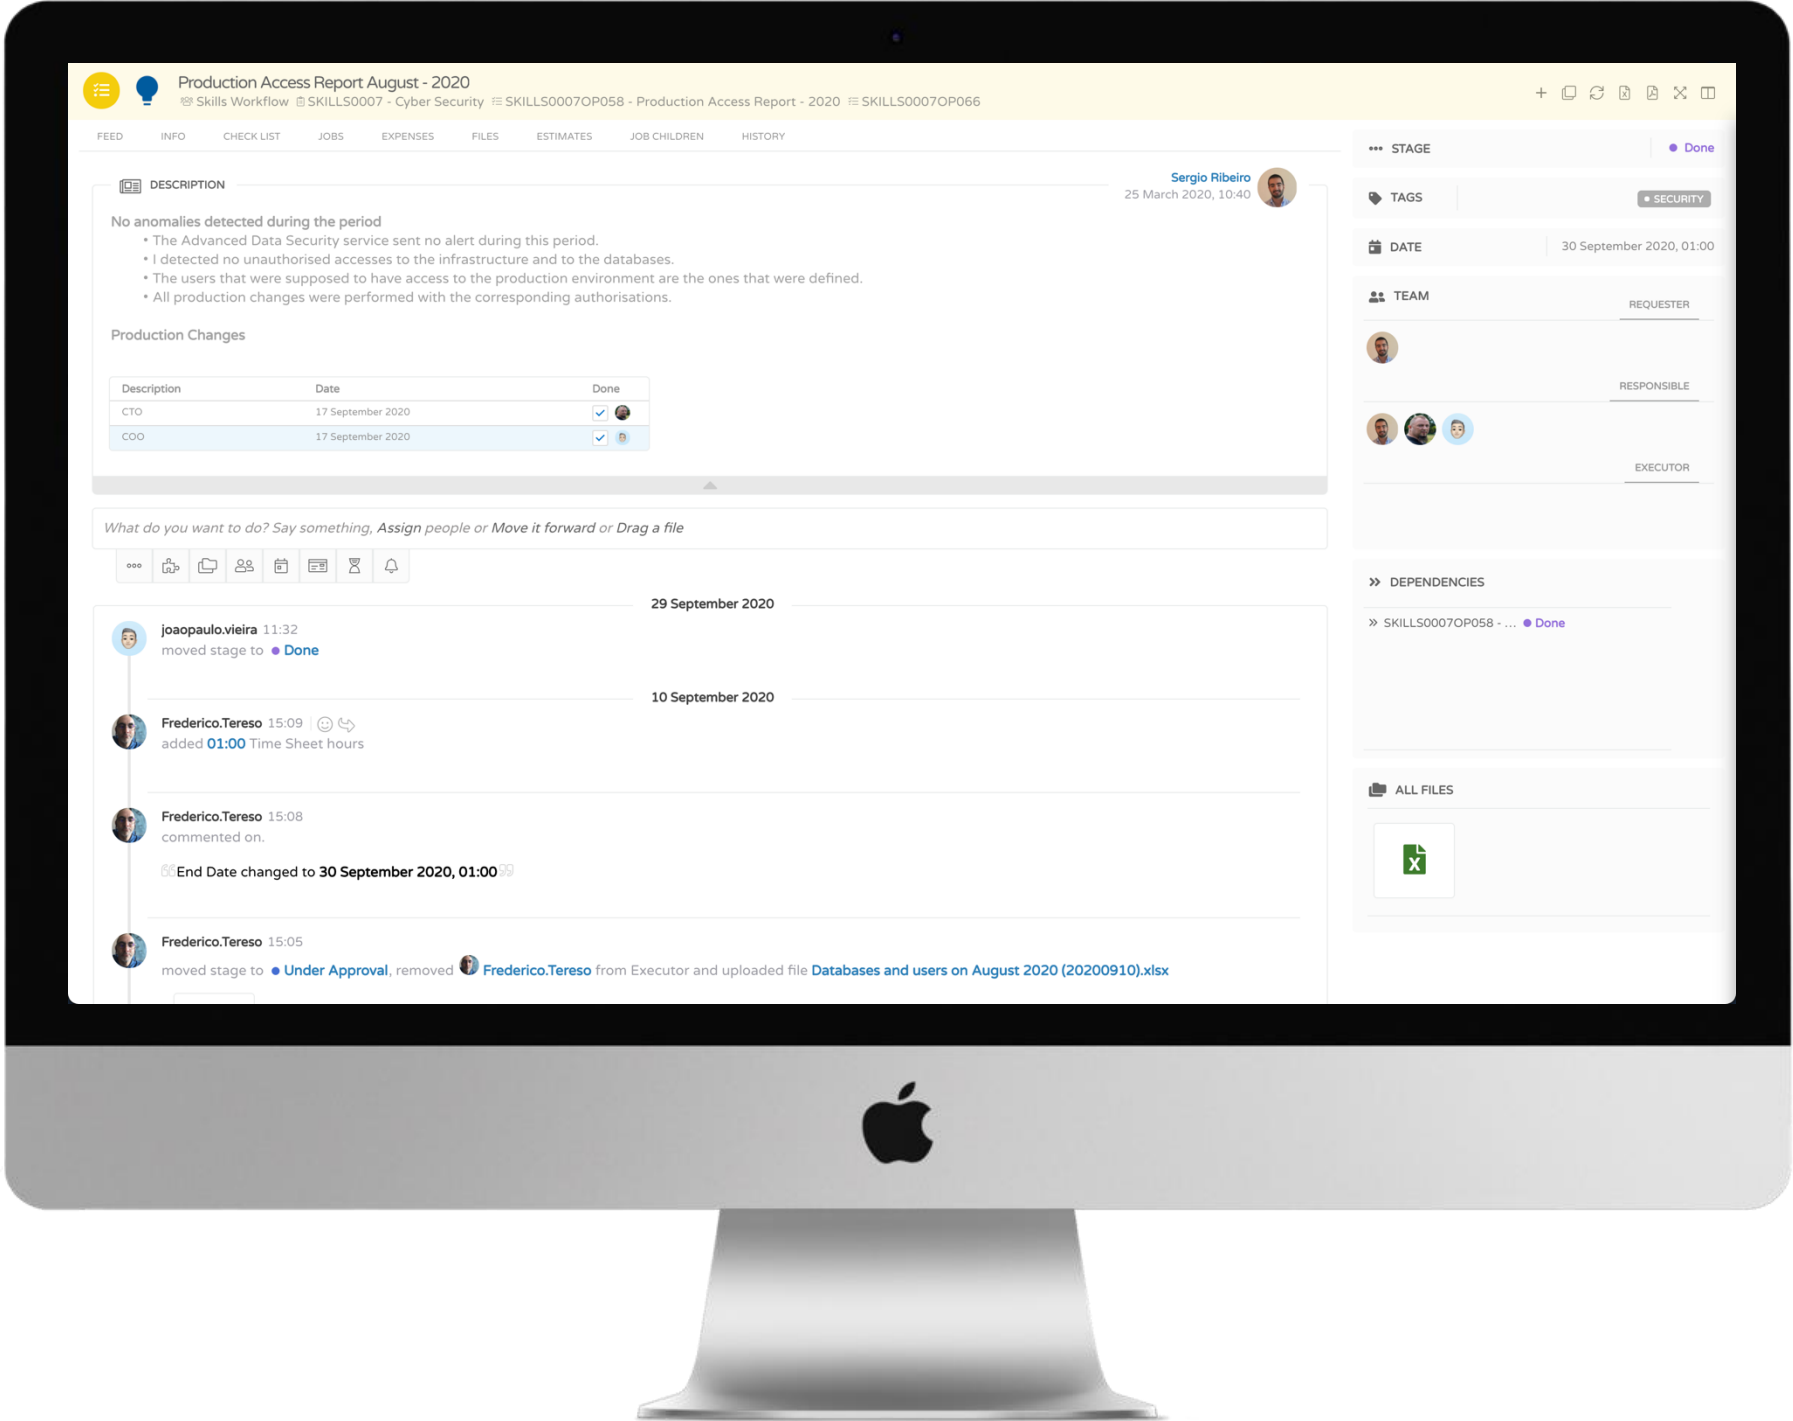 Production Access Report August - 2020
Skills Workflow SKILLS0007 - Cyber Security SKILLS0007OP058 - Production Access Report - 2020 SKILLS0007OP066
FEED INFO CHECK LIST JOBS EXPENSES FILES ESTIMATES JOB CHILDREN HISTORY
DESCRIPTION
Sergio Ribeiro
25 March 2020, 10:40
No anomalies detected during the period
• The Advanced Data Security service sent no alert during this period.
• I detected no unauthorised accesses to the infrastructure and to the databases.
• The users that were supposed to have access to the production environment are the ones that were defined.
• All production changes were performed with the corresponding authorisations.
Production Changes
Description Date Done
CTO 17 September 2020
COO 17 September 2020
What do you want to do? Say something, Assign people or Move it forward or Drag a file
29 September 2020
joaopaulo.vieira 11:32
moved stage to • Done
10 September 2020
Frederico.Tereso 15:09
added 01:00 Time Sheet hours
Frederico.Tereso 15:08
commented on.
End Date changed to 30 September 2020, 01:00
Frederico.Tereso 15:05
moved stage to • Under Approval, removed Frederico.Tereso from Executor and uploaded file Databases and users on August 2020 (20200910).xlsx
STAGE • Done
TAGS • SECURITY
DATE 30 September 2020, 01:00
TEAM
REQUESTER
RESPONSIBLE
EXECUTOR
DEPENDENCIES
SKILLS0007OP058 - ... • Done
ALL FILES
X